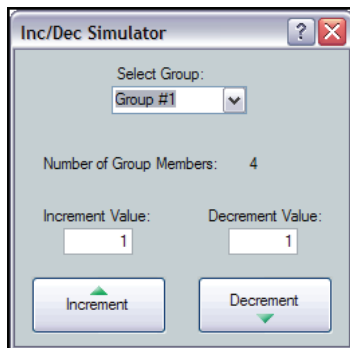 Inc/Dec Simulator
Select Group:
Group #1
Number of Group Members: 4
Increment Value: Decrement Value:
1 1
Increment Decrement